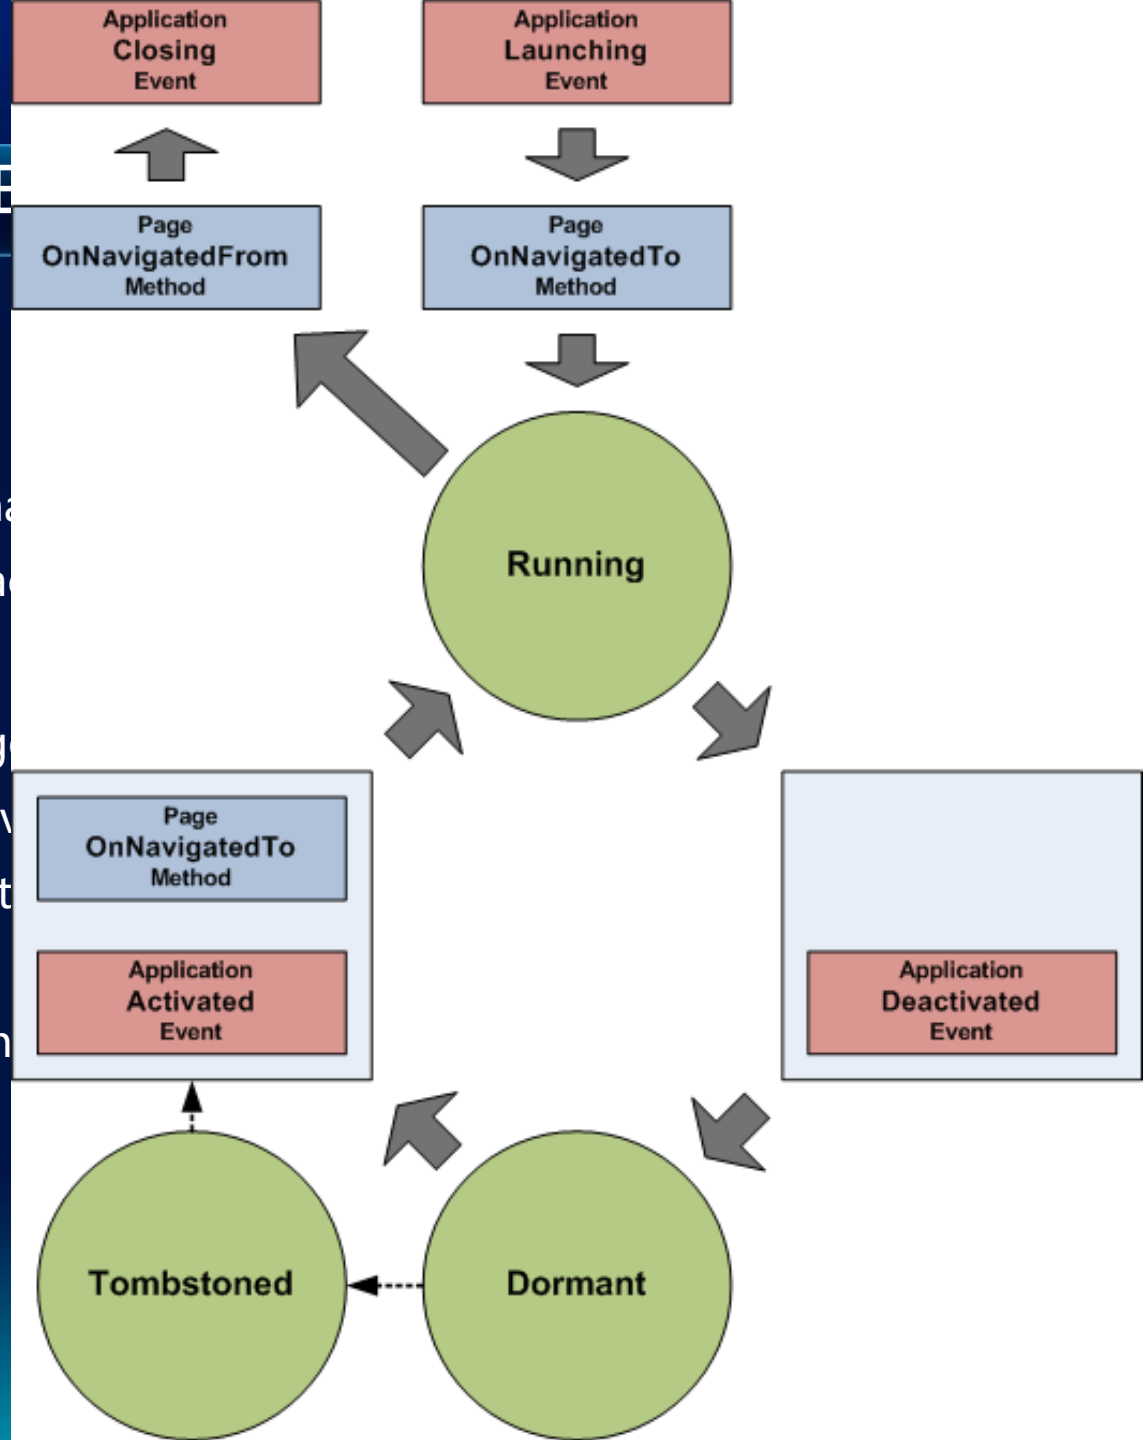 Application
Closing
Event
Application
Launching
Event
Page
OnNavigatedFrom
Method
Page
OnNavigatedTo
Method
Running
Page
OnNavigatedTo
Method
Application
Activated
Event
Application
Deactivated
Event
Tombstoned
Dormant